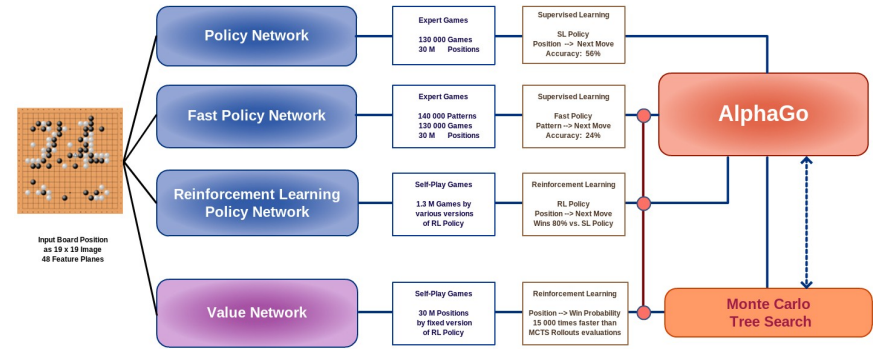 Policy Network
Expert Games
130 000 Games
30 M Positions
Supervised Learning
SL Policy
Position --> Next Move
Accuracy: 56%
Fast Policy Network
Expert Games
140 000 Patterns
130 000 Games
30 M Positions
Supervised Learning
Fast Policy
Pattern --> Next Move
Accuracy: 24%
AlphaGo
Reinforcement Learning
Policy Network
Self-Play Games
1.3 M Games by
various versions
of RL Policy
Reinforcement Learning
RL Policy
Position --> Next Move
Wins 80% vs. SL Policy
Input Board Position
as 19 x 19 Image
48 Feature Planes
Value Network
Self-Play Games
30 M Positions
by fixed version
of RL Policy
Reinforcement Learning
Position --> Win Probability
15 000 times faster than
MCTS Rollouts evaluations
Monte Carlo
Tree Search